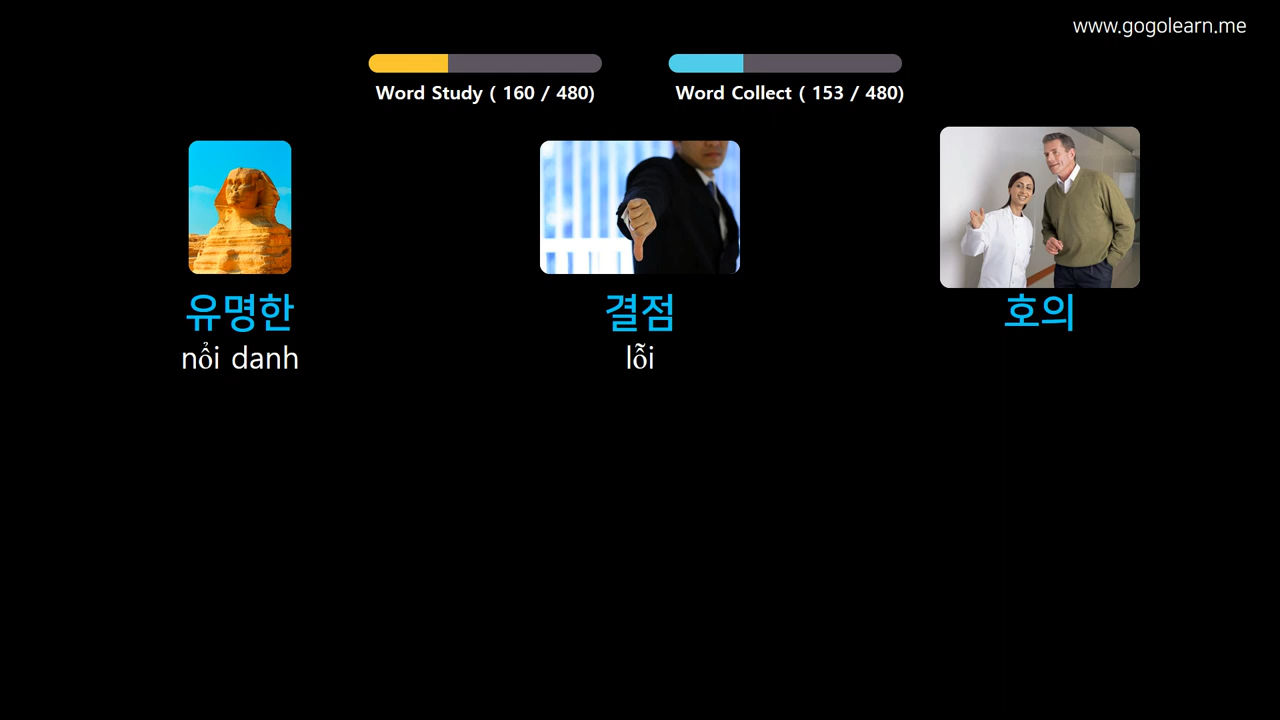 www.gogolearn.me
Word Study ( 160 / 480)
Word Collect ( 153 / 480)
유명한
결점
호의
nổi danh
lỗi